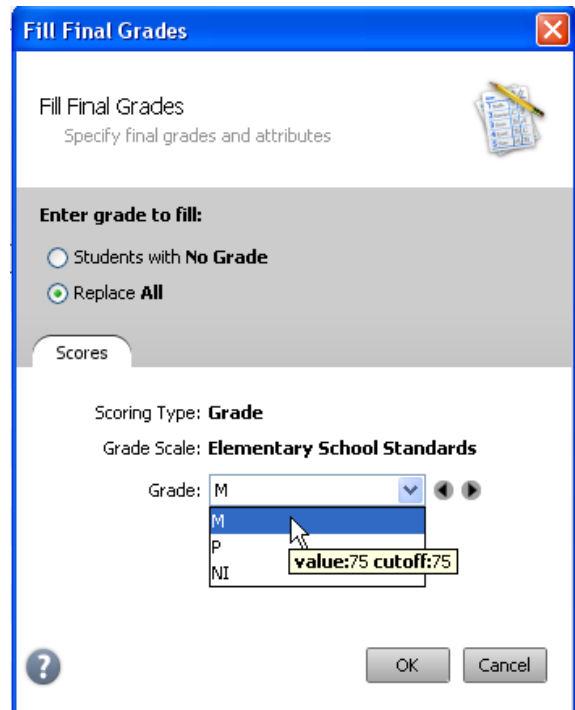 Fill Final Grades
Fill Final Grades
Specify final grades and attributes
Enter grade to fill:
Students with No Grade
Replace All
Scores
Scoring Type: Grade
Grade Scale: Elementary School Standards
Grade: M
M
P
value:75 cutoff:75
NI
?
OK Cancel